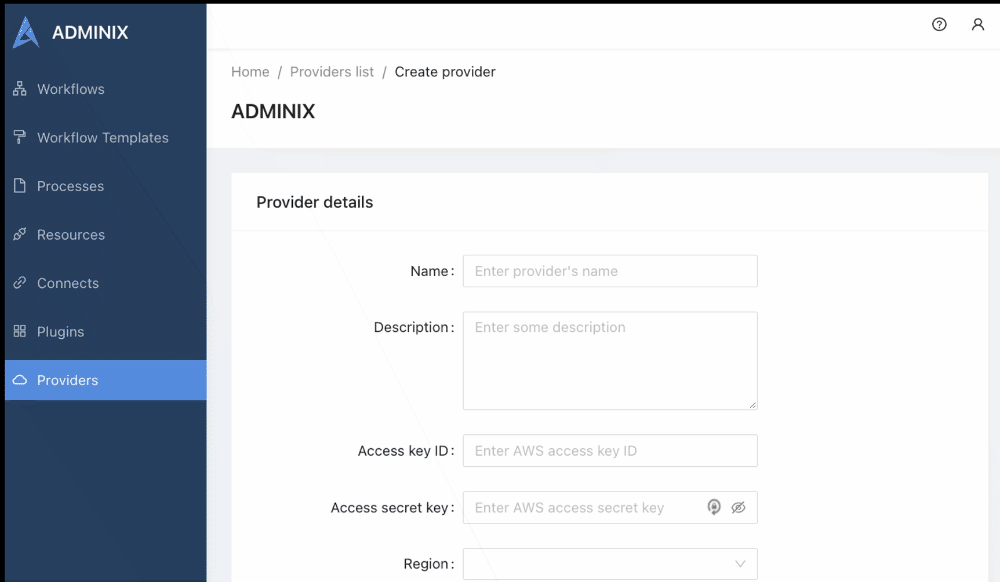 ADMINIX
Workflows
Workflow Templates
Processes
Resources
Connects
Plugins
Providers
Home / Providers list / Create provider
ADMINIX
Provider details
Name: Enter provider's name
Description: Enter some description
Access key ID: Enter AWS access key ID
Access secret key: Enter AWS access secret key
Region: